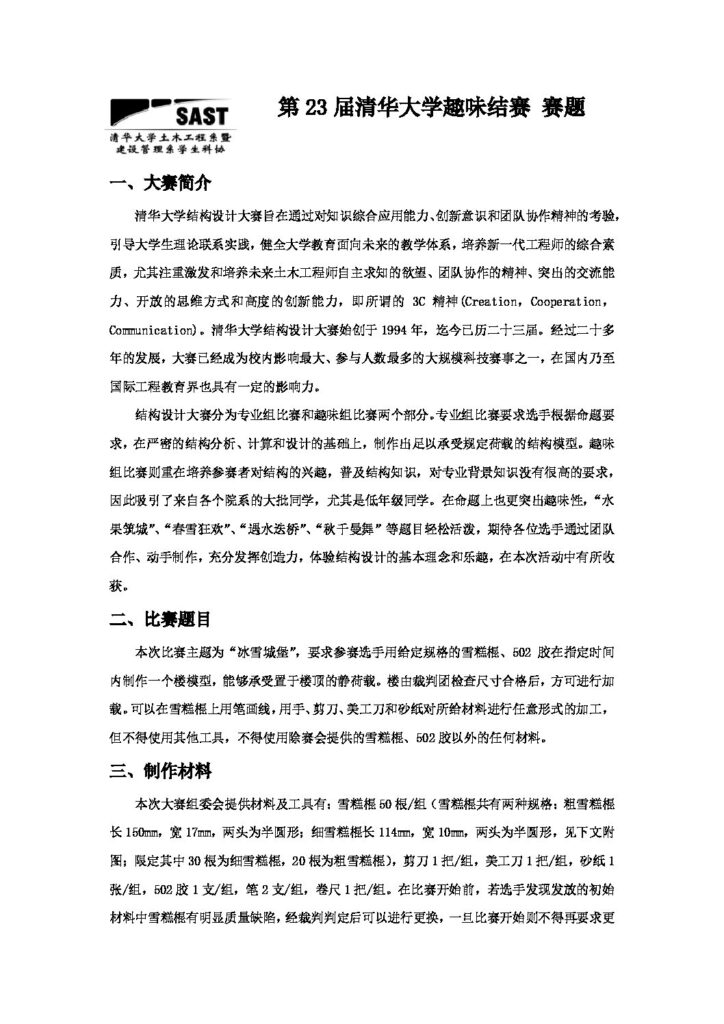 SAST
清华大学土木工程系暨
建设管理系学生科协
第 23 届清华大学趣味结赛 赛题
一、大赛简介
清华大学结构设计大赛旨在通过对知识综合应用能力、创新意识和团队协作精神的考验，
引导大学生理论联系实践，健全大学教育面向未来的教学体系，培养新一代工程师的综合素
质，尤其注重激发和培养未来土木工程师自主求知的欲望、团队协作的精神、突出的交流能
力、开放的思维方式和高度的创新能力，即所谓的 3C 精神(Creation，Cooperation，
Communication)。清华大学结构设计大赛始创于 1994 年，迄今已历二十三届。经过二十多
年的发展，大赛已经成为校内影响最大、参与人数最多的大规模科技赛事之一，在国内乃至
国际工程教育界也具有一定的影响力。
结构设计大赛分为专业组比赛和趣味组比赛两个部分。专业组比赛要求选手根据命题要
求，在严密的结构分析、计算和设计的基础上，制作出足以承受规定荷载的结构模型。趣味
组比赛则重在培养参赛者对结构的兴趣，普及结构知识，对专业背景知识没有很高的要求，
因此吸引了来自各个院系的大批同学，尤其是低年级同学。在命题上也更突出趣味性，“水
果筑城”、“春雪狂欢”、“遇水迭桥”、“秋千曼舞”等题目轻松活泼，期待各位选手通过团队
合作、动手制作，充分发挥创造力，体验结构设计的基本理念和乐趣，在本次活动中有所收
获。
二、比赛题目
本次比赛主题为“冰雪城堡”，要求参赛选手用给定规格的雪糕棍、502 胶在指定时间
内制作一个楼模型，能够承受置于楼顶的静荷载。楼由裁判团检查尺寸合格后，方可进行加
载。可以在雪糕棍上用笔画线，用手、剪刀、美工刀和砂纸对所给材料进行任意形式的加工，
但不得使用其他工具，不得使用除赛会提供的雪糕棍、502 胶以外的任何材料。
三、制作材料
本次大赛组委会提供材料及工具有：雪糕棍 50 根/组（雪糕棍共有两种规格：粗雪糕棍
长 150mm，宽 17mm，两头为半圆形；细雪糕棍长 114mm，宽 10mm，两头为半圆形，见下文附
图；限定其中 30 根为细雪糕棍，20 根为粗雪糕棍），剪刀 1 把/组，美工刀 1 把/组，砂纸 1
张/组，502 胶 1 支/组，笔 2 支/组，卷尺 1 把/组。在比赛开始前，若选手发现发放的初始
材料中雪糕棍有明显质量缺陷，经裁判判定后可以进行更换，一旦比赛开始则不得再要求更